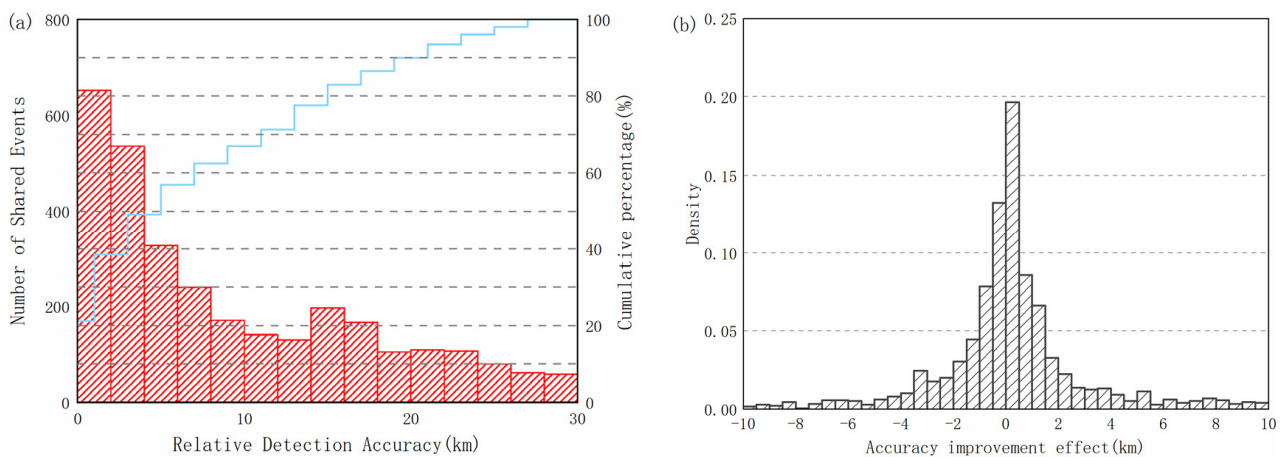 (a)
800
600
400
200
0
Number of Shared Events
0 10 20 30
Relative Detection Accuracy(km)
100
80
60
40
20
0
Cumulative percentage(%)
(b)
0.25
0.20
0.15
0.10
0.05
0.00
Density
-10 -8 -6 -4 -2 0 2 4 6 8 10
Accuracy improvement effect(km)